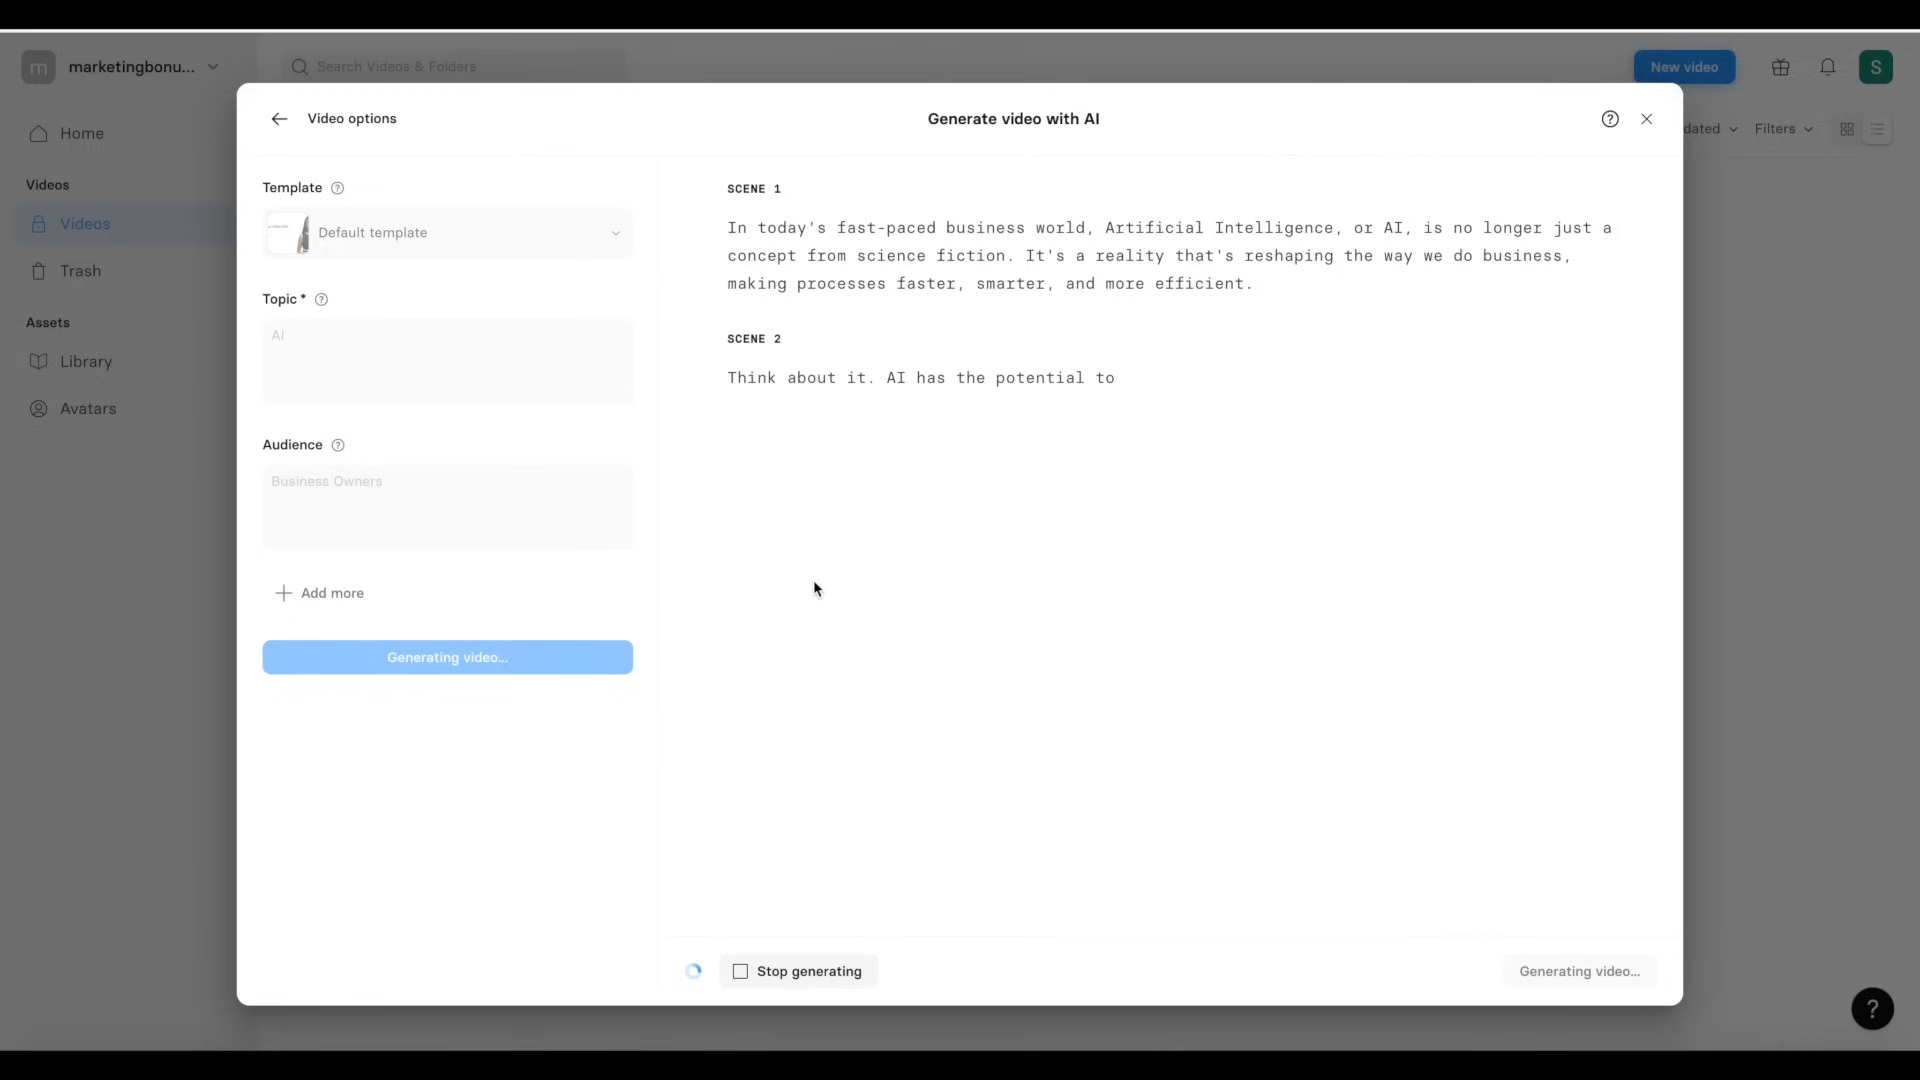 m marketingbonu...
Search Videos & Folders
New video
S
Home
Videos
Videos
Trash
Assets
Library
Avatars
dated
Filters
Video options
Generate video with AI
Template
Default template
Topic *
AI
Audience
Business Owners
Add more
Generating video...
SCENE 1
In today's fast-paced business world, Artificial Intelligence, or AI, is no longer just a
concept from science fiction. It's a reality that's reshaping the way we do business,
making processes faster, smarter, and more efficient.
SCENE 2
Think about it. AI has the potential to
Stop generating
Generating video...
?